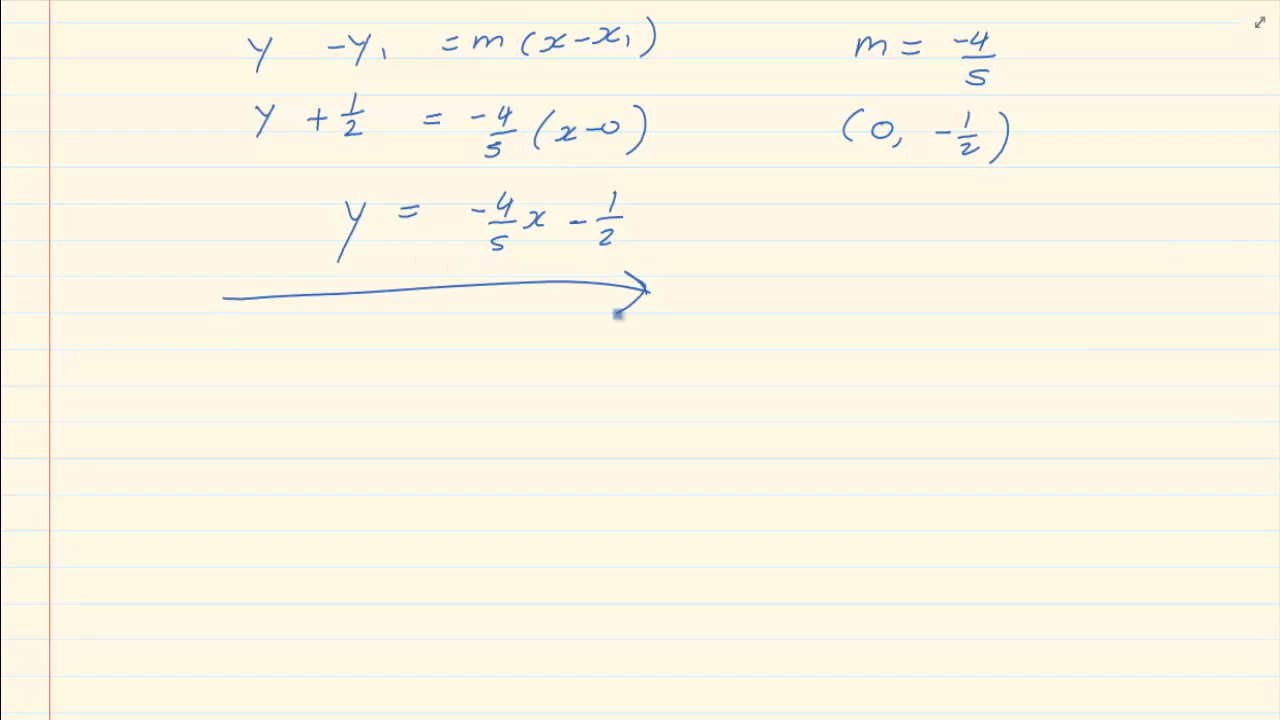 y - y₁ = m (x - x₁) m = -4/5
y + 1/2 = -4/5 (x - 0) (0, -1/2)
y = -4/5 x - 1/2